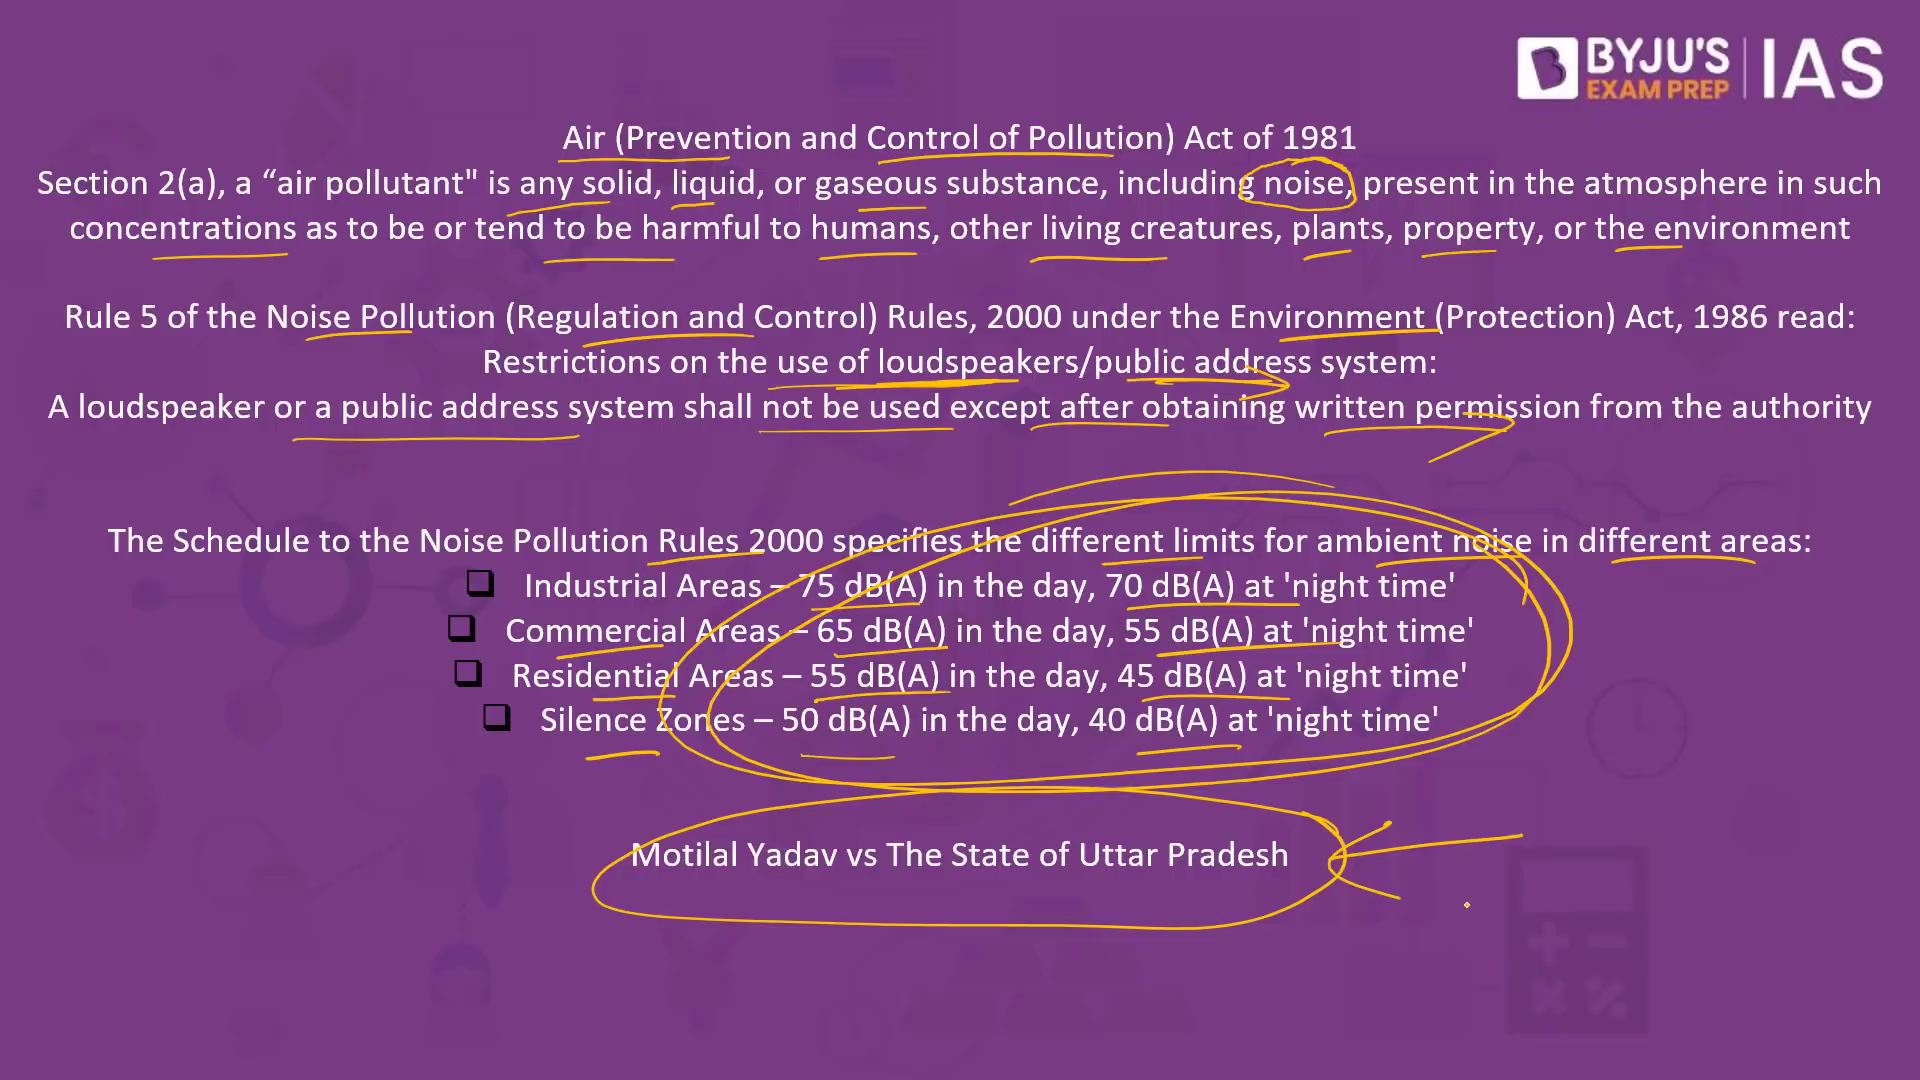 BYJU'S IAS
EXAM PREP
Air (Prevention and Control of Pollution) Act of 1981
Section 2(a), a “air pollutant" is any solid, liquid, or gaseous substance, including noise, present in the atmosphere in such
concentrations as to be or tend to be harmful to humans, other living creatures, plants, property, or the environment
Rule 5 of the Noise Pollution (Regulation and Control) Rules, 2000 under the Environment (Protection) Act, 1986 read:
Restrictions on the use of loudspeakers/public address system:
A loudspeaker or a public address system shall not be used except after obtaining written permission from the authority
The Schedule to the Noise Pollution Rules 2000 specifies the different limits for ambient noise in different areas:
❑ Industrial Areas – 75 dB(A) in the day, 70 dB(A) at 'night time'
❑ Commercial Areas – 65 dB(A) in the day, 55 dB(A) at 'night time'
❑ Residential Areas – 55 dB(A) in the day, 45 dB(A) at 'night time'
❑ Silence Zones – 50 dB(A) in the day, 40 dB(A) at 'night time'
Motilal Yadav vs The State of Uttar Pradesh